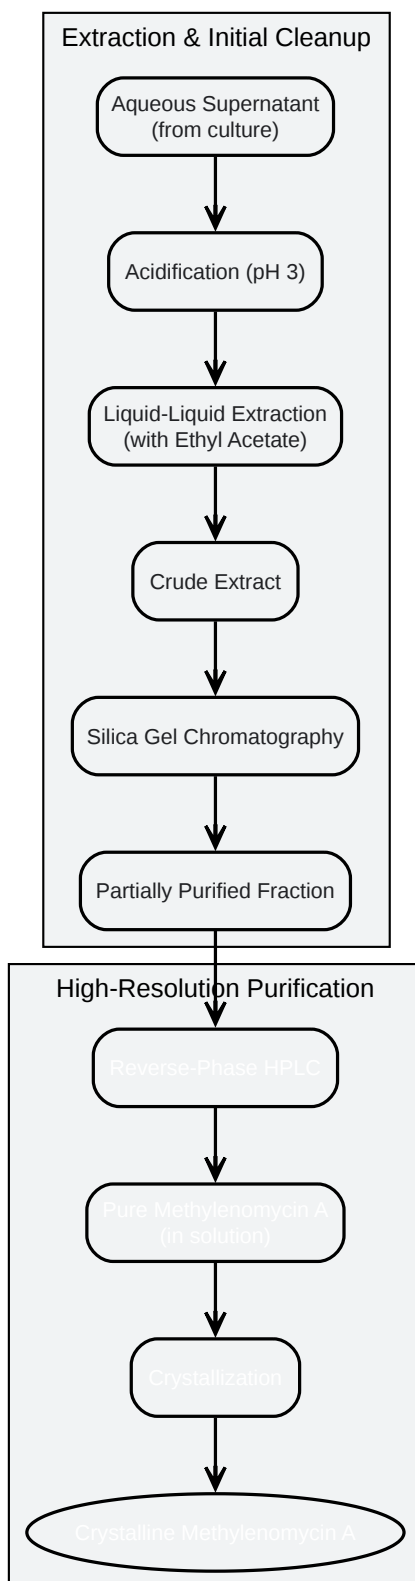 Extraction & Initial Cleanup
Aqueous Supernatant
(from culture)
Acidification (pH 3)
Liquid-Liquid Extraction
(with Ethyl Acetate)
Crude Extract
Silica Gel Chromatography
Partially Purified Fraction
High-Resolution Purification
Reverse-Phase HPLC
Pure Methylenomycin A
(in solution)
Crystallization
Crystalline Methylenomycin A